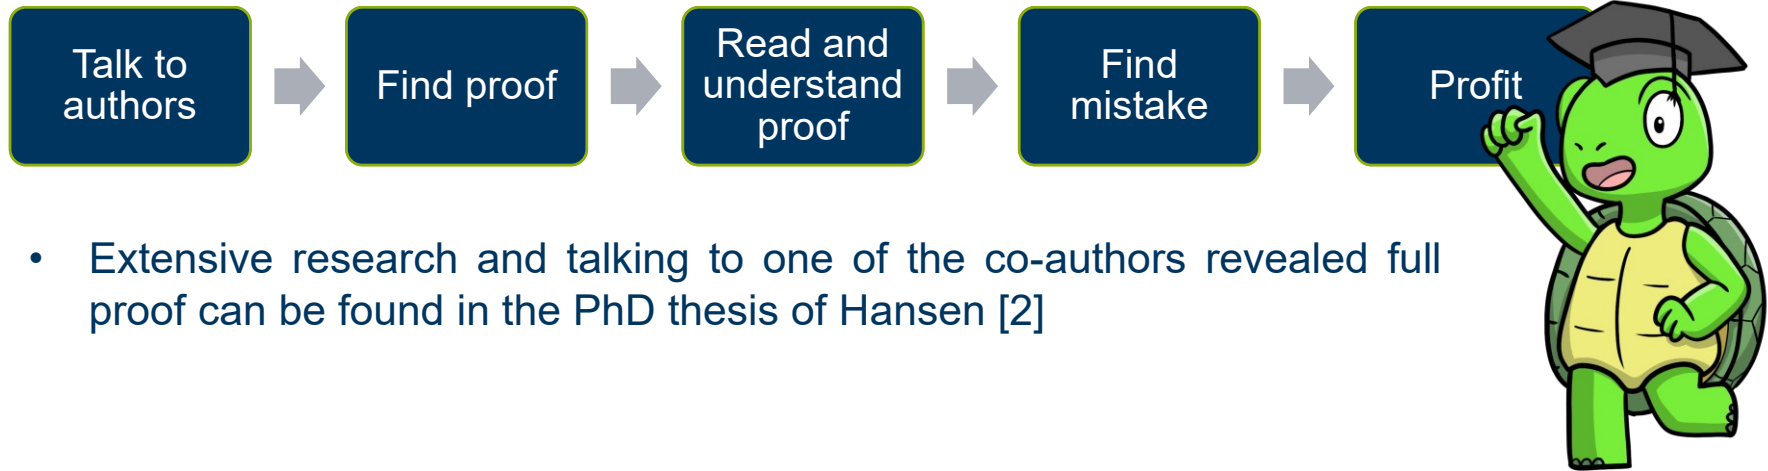 Talk to
authors
Find proof
Read and
understand
proof
Find
mistake
Profit
• Extensive research and talking to one of the co-authors revealed full
proof can be found in the PhD thesis of Hansen [2]